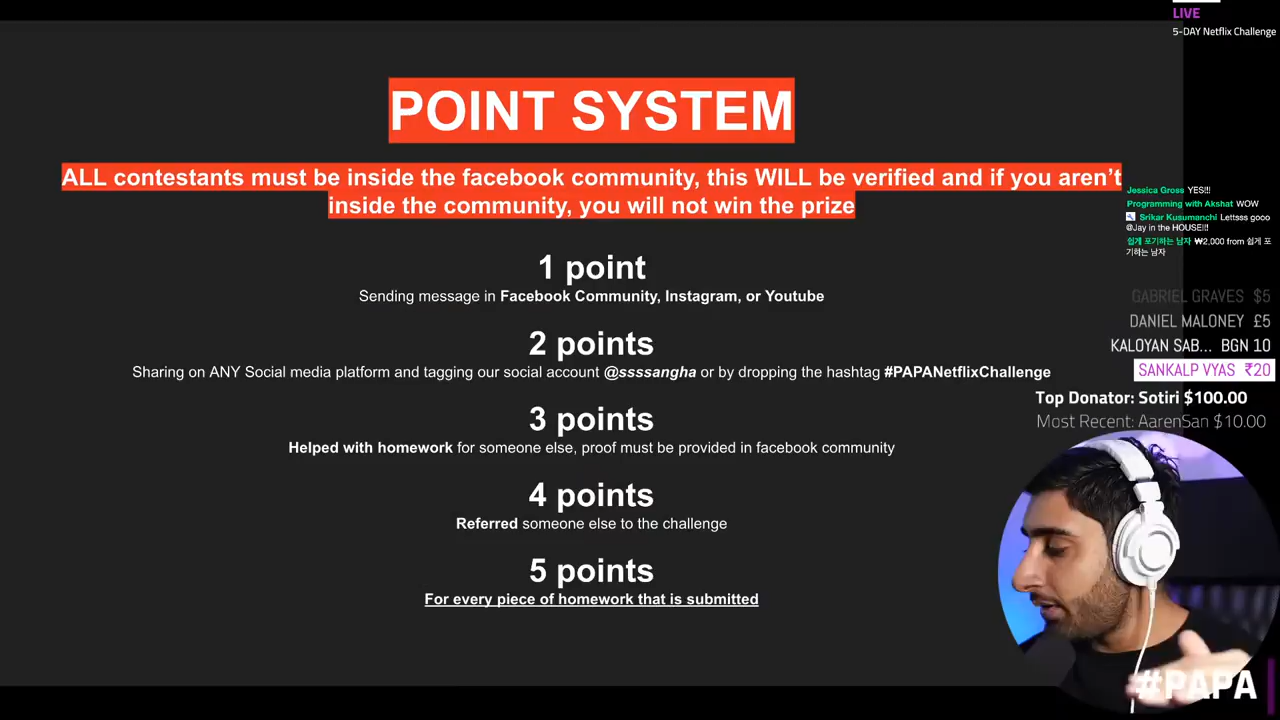 LIVE
5-DAY Netflix Challenge
POINT SYSTEM
ALL contestants must be inside the facebook community, this WILL be verified and if you aren’t
inside the community, you will not win the prize
1 point
Sending message in Facebook Community, Instagram, or Youtube
2 points
Sharing on ANY Social media platform and tagging our social account @ssssangha or by dropping the hashtag #PAPANetflixChallenge
3 points
Helped with homework for someone else, proof must be provided in facebook community
4 points
Referred someone else to the challenge
5 points
For every piece of homework that is submitted
Jessica Gross YES!!!
Programming with Akshat WOW
Srikar Kusumanchi Lettsss gooo
@Jay in the HOUSE!!!
쉽게 포기하는 남자 ₩2,000 from 쉽게 포
기하는 남자
GABRIEL GRAVES $5
DANIEL MALONEY £5
KALOYAN SAB... BGN 10
SANKALP VYAS ₹20
Top Donator: Sotiri $100.00
Most Recent: AarenSan $10.00
#PAPA